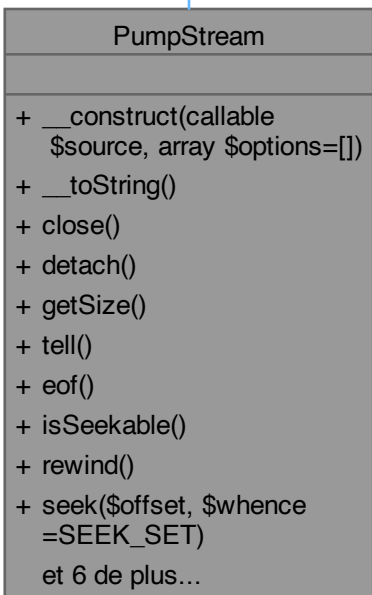 PumpStream
+ __construct(callable
$source, array $options=[])
+ __toString()
+ close()
+ detach()
+ getSize()
+ tell()
+ eof()
+ isSeekable()
+ rewind()
+ seek($offset, $whence
=SEEK_SET)
et 6 de plus...